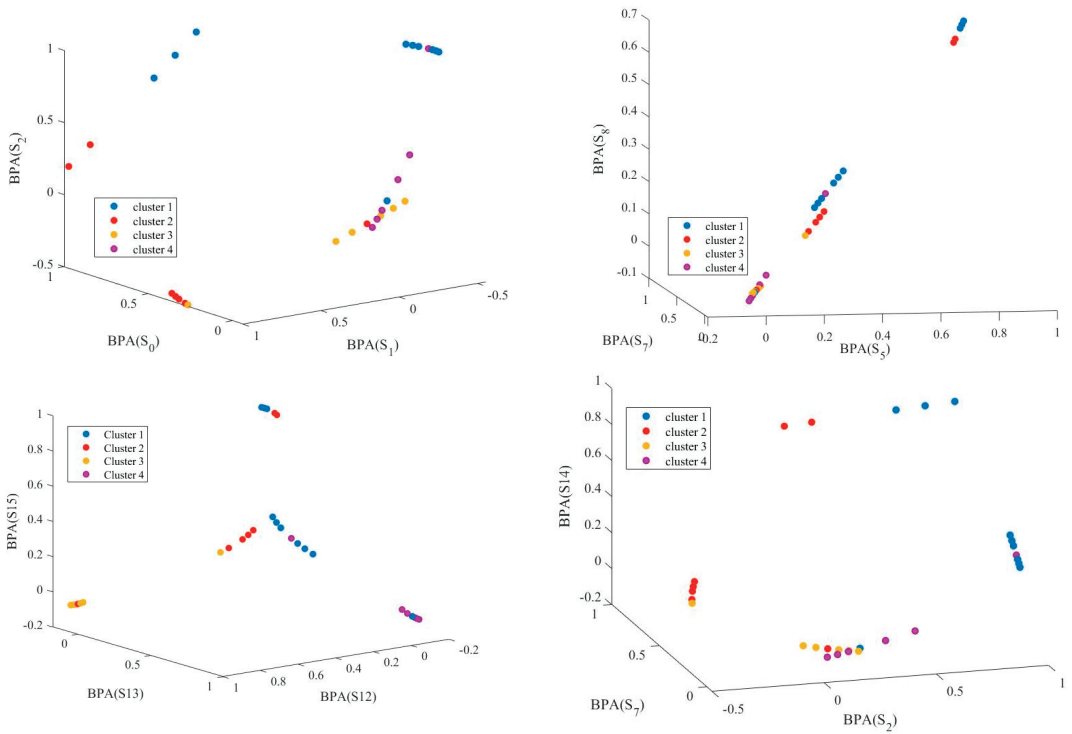 1
0.5
0
-0.5
BPA(S2)
1
0.5
0
BPA(S0)
1
0.5
0
-0.5
BPA(S1)
cluster 1
cluster 2
cluster 3
cluster 4
0.7
0.6
0.5
0.4
0.3
0.2
0.1
0
-0.1
BPA(S8)
1
0.5
0
BPA(S7)
-0.2
0
0.2
0.4
0.6
0.8
1
BPA(S5)
cluster 1
cluster 2
cluster 3
cluster 4
1
0.8
0.6
0.4
0.2
0
-0.2
BPA(S15)
0
0.5
1
BPA(S13)
1
0.8
0.6
0.4
0.2
0
-0.2
BPA(S12)
Cluster 1
Cluster 2
Cluster 3
Cluster 4
1
0.8
0.6
0.4
0.2
0
-0.2
BPA(S14)
1
0.5
0
BPA(S7)
-0.5
0
0.5
1
BPA(S2)
cluster 1
cluster 2
cluster 3
cluster 4